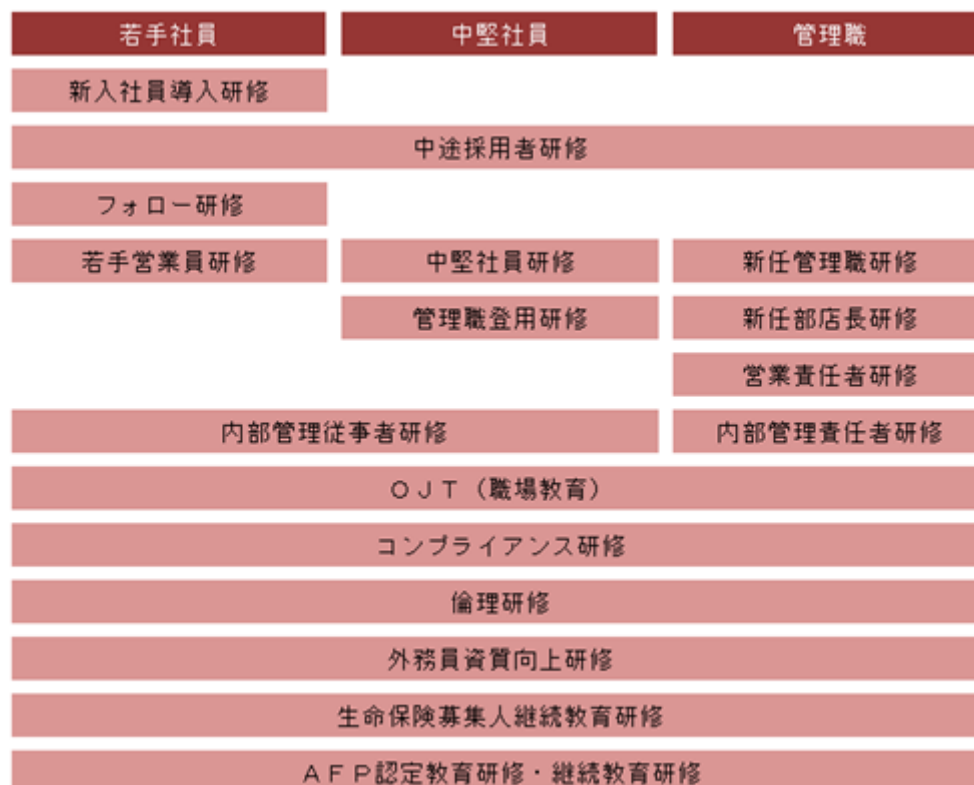 若手社員 中堅社員 管理職
新入社員導入研修
中途採用者研修
フォロー研修
若手営業員研修 中堅社員研修 新任管理職研修
管理職登用研修 新任部店長研修
営業責任者研修
内部管理従事者研修 内部管理責任者研修
OJT（職場教育）
コンプライアンス研修
倫理研修
外務員資質向上研修
生命保険募集人継続教育研修
AFP認定教育研修・継続教育研修